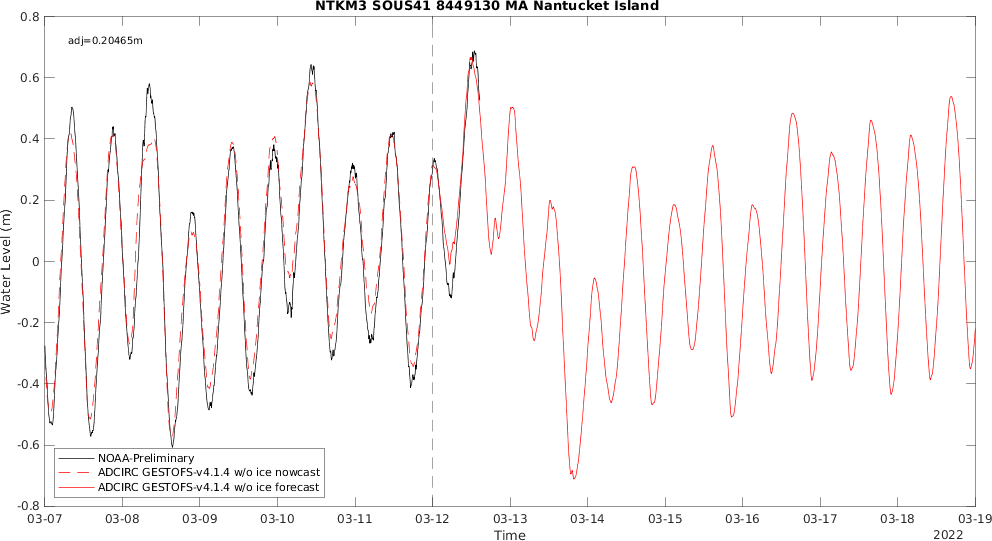 NTKM3 SOUS41 8449130 MA Nantucket Island
adj=0.20465m
0.8
0.6
0.4
0.2
0
-0.2
-0.4
-0.6
-0.8
Water Level (m)
NOAA-Preliminary
ADCIRC GESTOFS-v4.1.4 w/o ice nowcast
ADCIRC GESTOFS-v4.1.4 w/o ice forecast
03-07 03-08 03-09 03-10 03-11 03-12 03-13 03-14 03-15 03-16 03-17 03-18 03-19
Time
2022